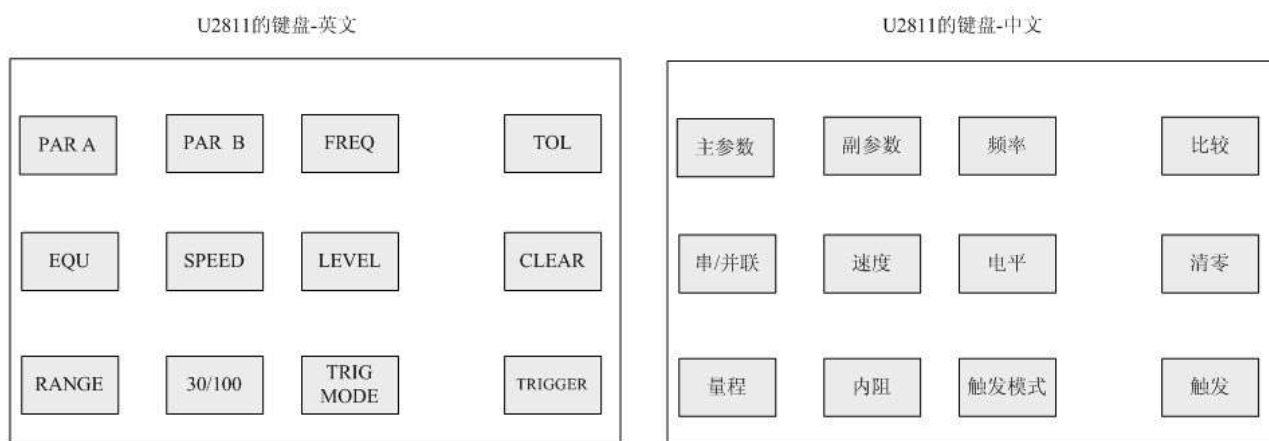 U2811的键盘-英文
PAR A
PAR B
FREQ
TOL
EQU
SPEED
LEVEL
CLEAR
RANGE
30/100
TRIG
MODE
TRIGGER
U2811的键盘-中文
主参数
副参数
频率
比较
串/并联
速度
电平
清零
量程
内阻
触发模式
触发